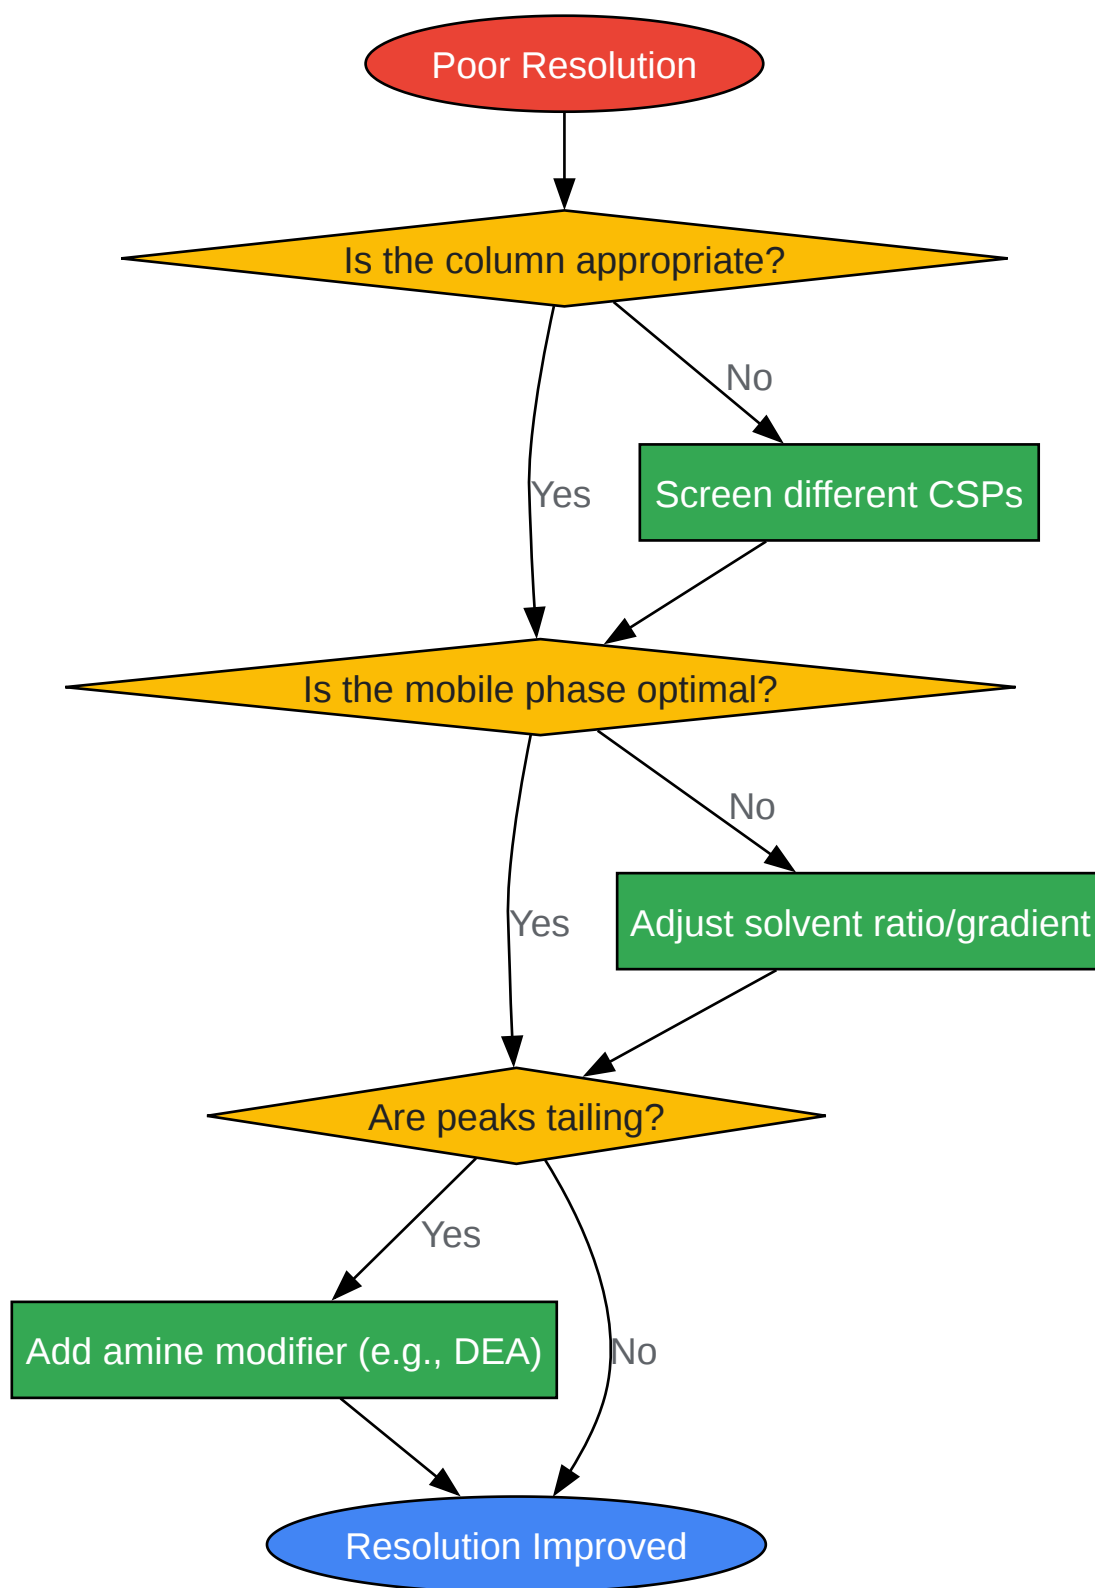 Poor Resolution
Is the column appropriate?
No
Yes
Screen different CSPs
Is the mobile phase optimal?
No
Yes
Adjust solvent ratio/gradient
Are peaks tailing?
Yes
Add amine modifier (e.g., DEA)
No
Resolution Improved